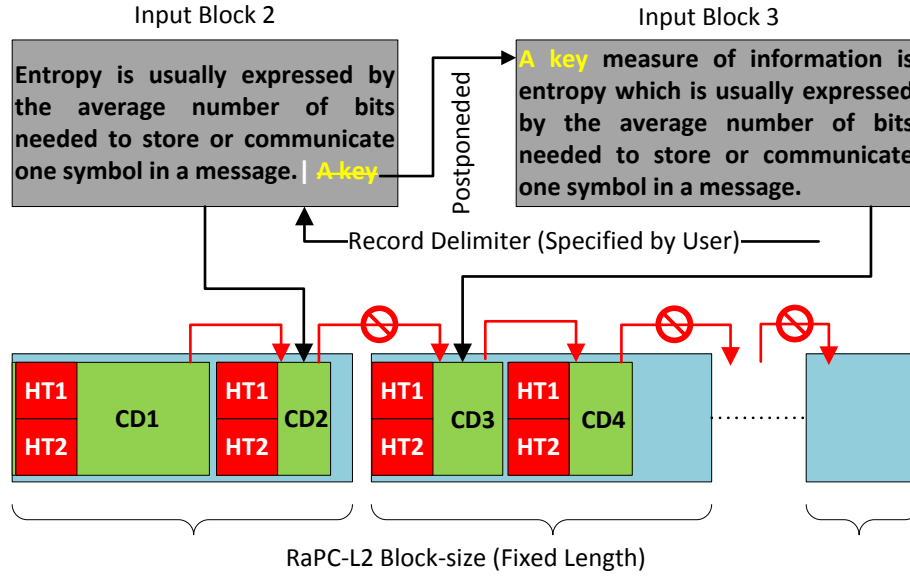 Input Block 2
Input Block 3
Entropy is usually expressed by
the average number of bits
needed to store or communicate
one symbol in a message.| A key
Postponeded
A key measure of information is
entropy which is usually expressed
by the average number of bits
needed to store or communicate
one symbol in a message.
Record Delimiter (Specified by User)
HT1
HT2
CD1
HT1
HT2
CD2
HT1
HT2
CD3
HT1
HT2
CD4
RaPC-L2 Block-size (Fixed Length)